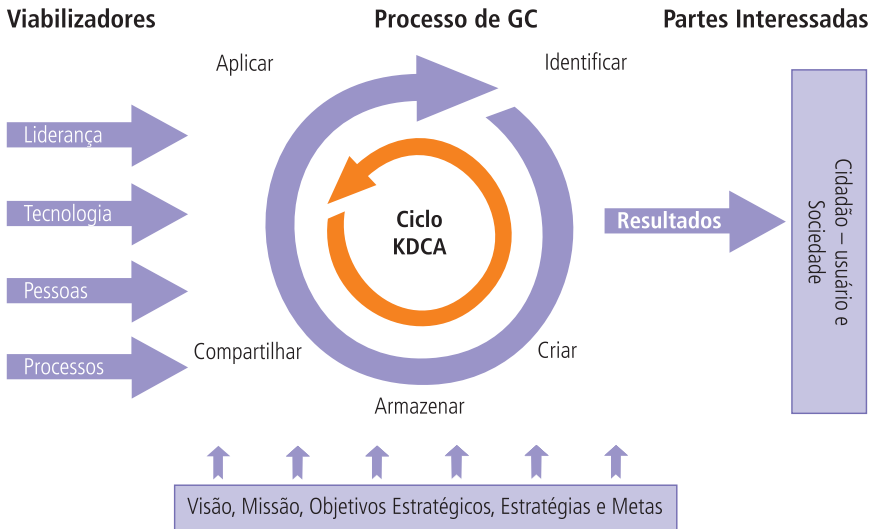 Viabilizadores
Processo de GC
Partes Interessadas
Aplicar
Identificar
Liderança
Tecnologia
Pessoas
Processos
Ciclo
KDCA
Resultados
Cidadão – usuário e
Sociedade
Compartilhar
Criar
Armazenar
Visão, Missão, Objetivos Estratégicos, Estratégias e Metas